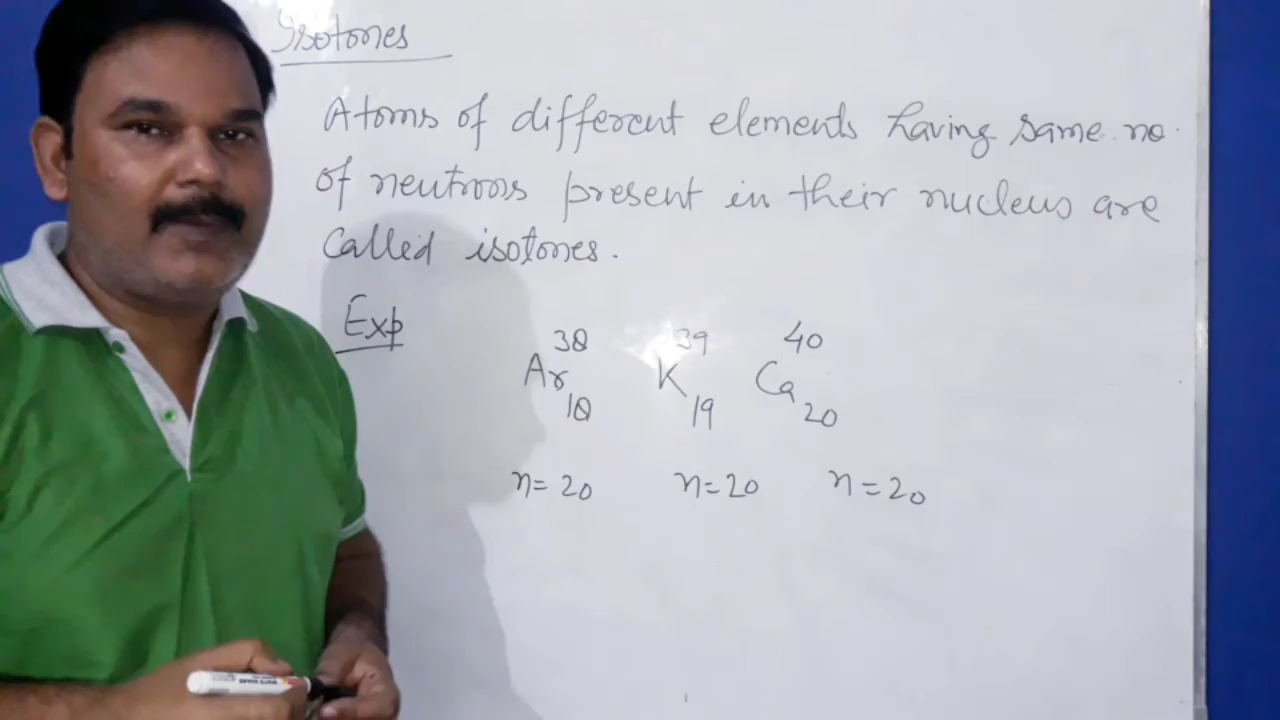 Isotones
Atoms of different elements having same no.
of neutrons present in their nucleus are
called isotones.
Exp
38 39 40
Ar K Ca
18 19 20
n=20 n=20 n=20